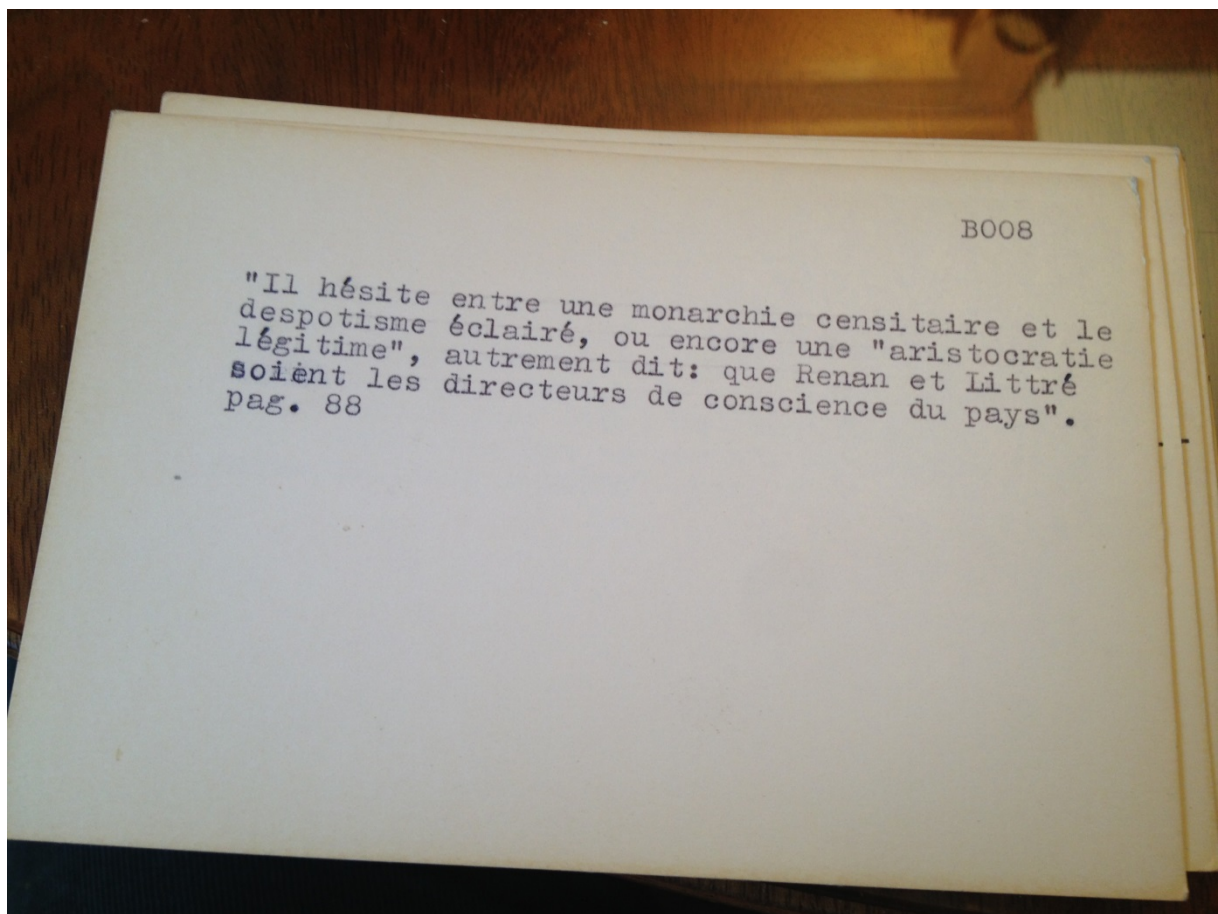 B008
"Il hésite entre une monarchie censitaire et le
despotisme éclairé, ou encore une "aristocratie
légitime", autrement dit: que Renan et Littré
soient les directeurs de conscience du pays".
pag. 88